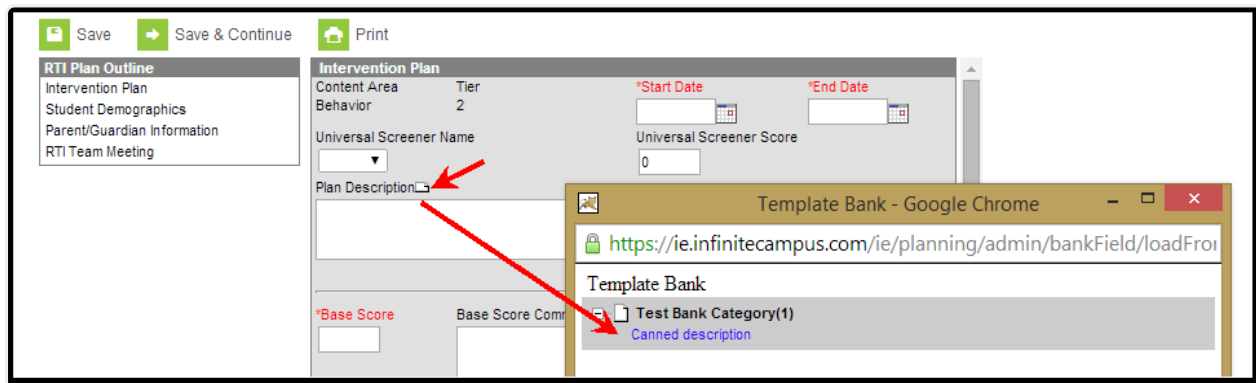 Save Save & Continue Print
RTI Plan Outline
Intervention Plan
Student Demographics
Parent/Guardian Information
RTI Team Meeting
Intervention Plan
Content Area Tier *Start Date *End Date
Behavior 2
Universal Screener Name Universal Screener Score
0
Plan Description
*Base Score Base Score
Template Bank - Google Chrome
https://ie.infinitecampus.com/ie/planning/admin/bankField/
Template Bank
Test Bank Category(1)
Canned description